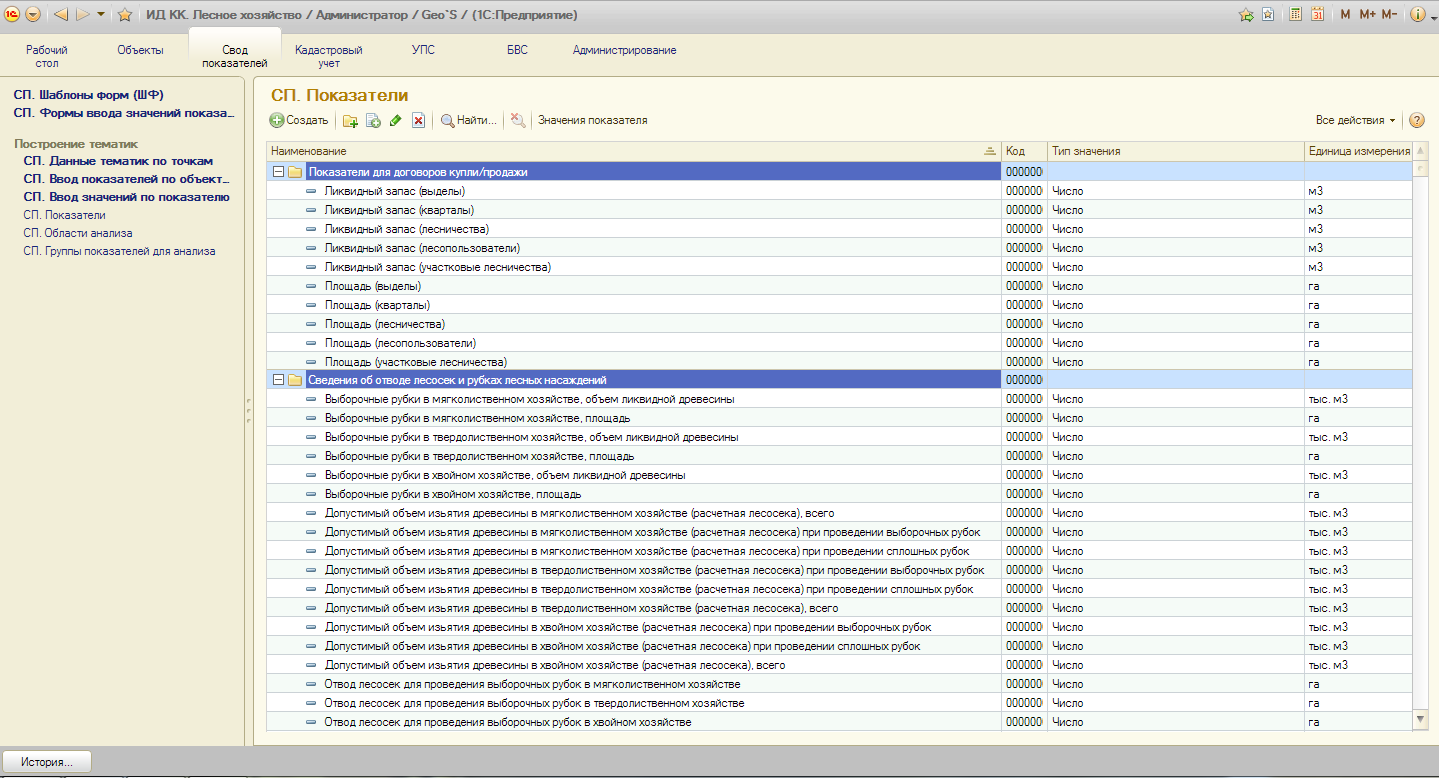 ИД КК. Лесное хозяйство / Администратор / Geo`S / (1С:Предприятие)
M M+ M-
Рабочий стол
Объекты
Свод показателей
Кадастровый учет
УПС
БВС
Администрирование
СП. Шаблоны форм (ШФ)
СП. Формы ввода значений показа...
Построение тематик
СП. Данные тематик по точкам
СП. Ввод показателей по объект...
СП. Ввод значений по показателю
СП. Показатели
СП. Области анализа
СП. Группы показателей для анализа
СП. Показатели
Создать Найти... Значения показателя Все действия
Наименование Код Тип значения Единица измерения
Показатели для договоров купли/продажи 000000
Ликвидный запас (выделы) 000000 Число м3
Ликвидный запас (кварталы) 000000 Число м3
Ликвидный запас (лесничества) 000000 Число м3
Ликвидный запас (лесопользователи) 000000 Число м3
Ликвидный запас (участковые лесничества) 000000 Число м3
Площадь (выделы) 000000 Число га
Площадь (кварталы) 000000 Число га
Площадь (лесничества) 000000 Число га
Площадь (лесопользователи) 000000 Число га
Площадь (участковые лесничества) 000000 Число га
Сведения об отводе лесосек и рубках лесных насаждений 000000
Выборочные рубки в мягколиственном хозяйстве, объем ликвидной древесины 000000 Число тыс. м3
Выборочные рубки в мягколиственном хозяйстве, площадь 000000 Число га
Выборочные рубки в твердолиственном хозяйстве, объем ликвидной древесины 000000 Число тыс. м3
Выборочные рубки в твердолиственном хозяйстве, площадь 000000 Число га
Выборочные рубки в хвойном хозяйстве, объем ликвидной древесины 000000 Число тыс. м3
Выборочные рубки в хвойном хозяйстве, площадь 000000 Число га
Допустимый объем изъятия древесины в мягколиственном хозяйстве (расчетная лесосека), всего 000000 Число тыс. м3
Допустимый объем изъятия древесины в мягколиственном хозяйстве (расчетная лесосека) при проведении выборочных рубок 000000 Число тыс. м3
Допустимый объем изъятия древесины в мягколиственном хозяйстве (расчетная лесосека) при проведении сплошных рубок 000000 Число тыс. м3
Допустимый объем изъятия древесины в твердолиственном хозяйстве (расчетная лесосека) при проведении выборочных рубок 000000 Число тыс. м3
Допустимый объем изъятия древесины в твердолиственном хозяйстве (расчетная лесосека) при проведении сплошных рубок 000000 Число тыс. м3
Допустимый объем изъятия древесины в твердолиственном хозяйстве (расчетная лесосека), всего 000000 Число тыс. м3
Допустимый объем изъятия древесины в хвойном хозяйстве (расчетная лесосека) при проведении выборочных рубок 000000 Число тыс. м3
Допустимый объем изъятия древесины в хвойном хозяйстве (расчетная лесосека) при проведении сплошных рубок 000000 Число тыс. м3
Допустимый объем изъятия древесины в хвойном хозяйстве (расчетная лесосека), всего 000000 Число тыс. м3
Отвод лесосек для проведения выборочных рубок в мягколиственном хозяйстве 000000 Число га
Отвод лесосек для проведения выборочных рубок в твердолиственном хозяйстве 000000 Число га
Отвод лесосек для проведения выборочных рубок в хвойном хозяйстве 000000 Число га
История...